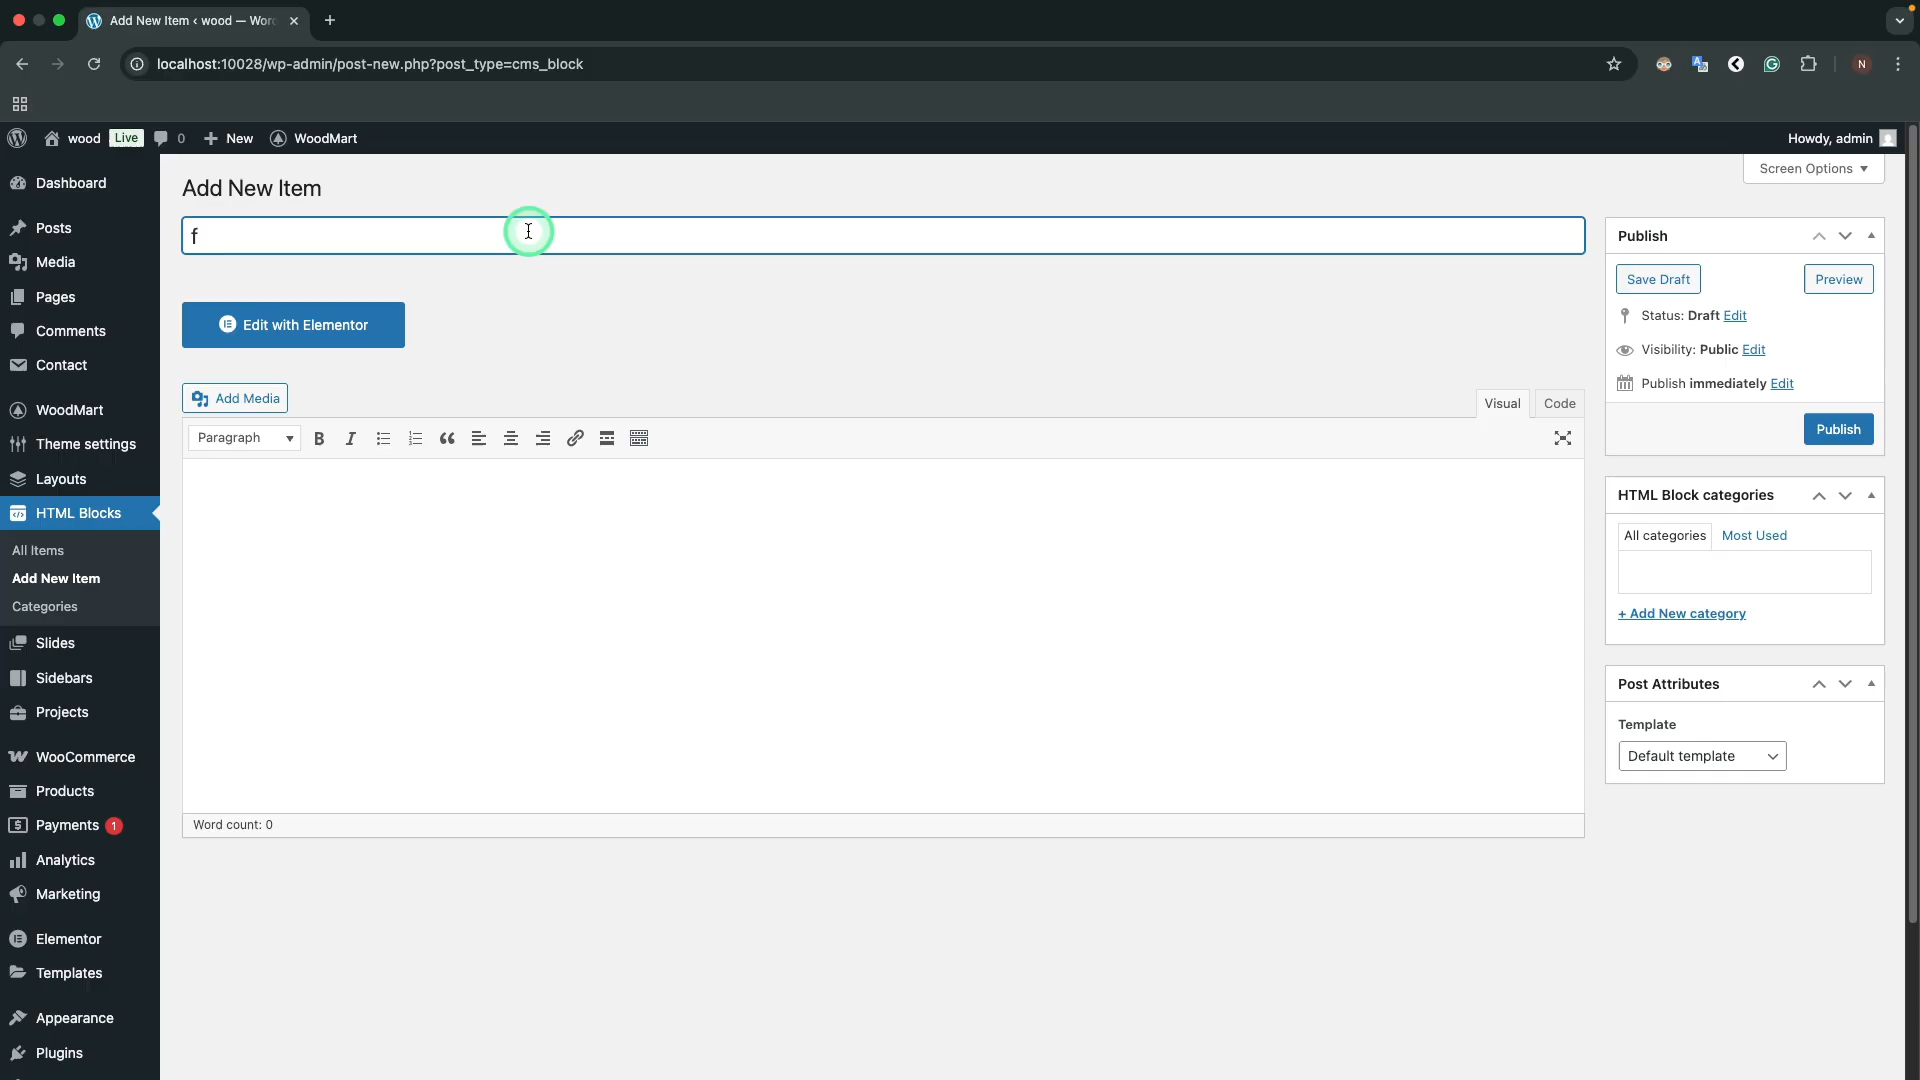 Add New Item ‹ wood — Wor
localhost:10028/wp-admin/post-new.php?post_type=cms_block
N
wood Live 0 New WoodMart
Howdy, admin
Screen Options
Dashboard
Posts
Media
Pages
Comments
Contact
WoodMart
Theme settings
Layouts
HTML Blocks
All Items
Add New Item
Categories
Slides
Sidebars
Projects
WooCommerce
Products
Payments 1
Analytics
Marketing
Elementor
Templates
Appearance
Plugins
Add New Item
f
Edit with Elementor
Add Media
Visual Code
Paragraph
Word count: 0
Publish
Save Draft Preview
Status: Draft Edit
Visibility: Public Edit
Publish immediately Edit
Publish
HTML Block categories
All categories Most Used
+ Add New category
Post Attributes
Template
Default template